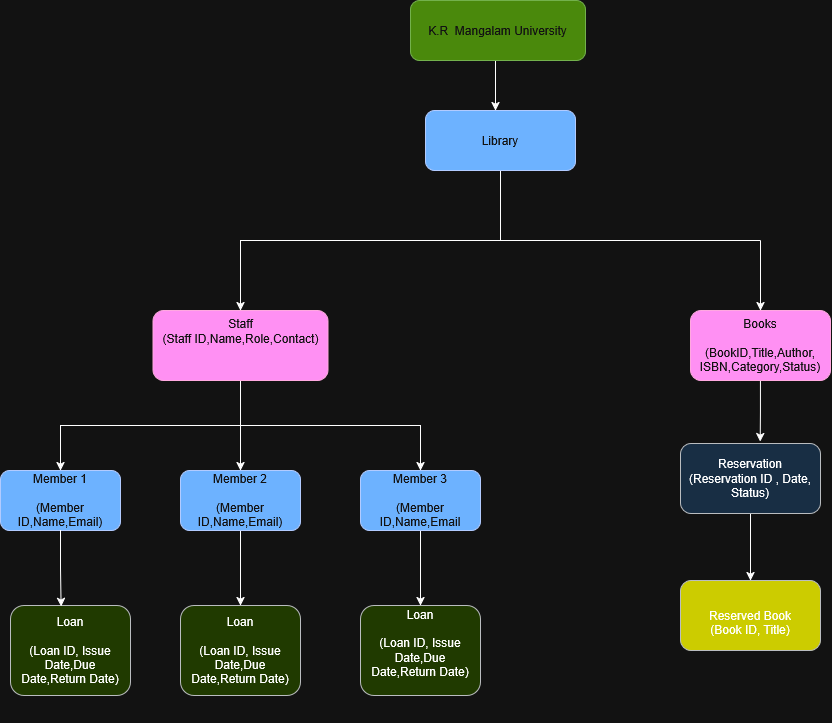 K.R Mangalam University
Library
Staff
(Staff ID,Name,Role,Contact)
Books
(BookID,Title,Author,
ISBN,Category,Status)
Member 1
(Member
ID,Name,Email)
Member 2
(Member
ID,Name,Email)
Member 3
(Member
ID,Name,Email
Reservation
(Reservation ID , Date,
Status)
Loan
(Loan ID, Issue
Date,Due
Date,Return Date)
Loan
(Loan ID, Issue
Date,Due
Date,Return Date)
Loan
(Loan ID, Issue
Date,Due
Date,Return Date)
Reserved Book
(Book ID, Title)